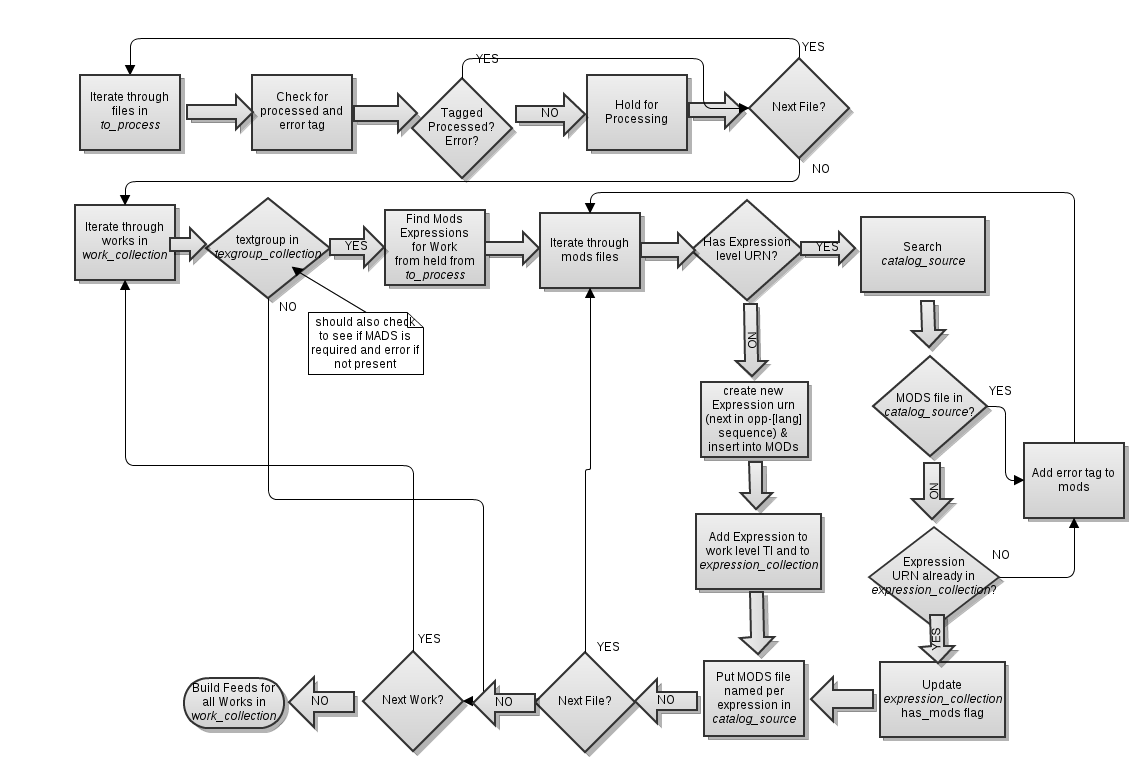 YES
Iterate through
files in
to_process
Check for
processed and
error tag
YES
Tagged
Processed?
Error?
NO
Hold for
Processing
Next File?
NO
Iterate through
works in
work_collection
textgroup in
texgroup_collection
YES
NO
should also check
to see if MADS is
required and error if
not present
Find Mods
Expressions
for Work
from held from
to_process
Iterate through
mods files
Has Expression
level URN?
YES
Search
catalog_source
NO
create new
Expression urn
(next in opp-[lang]
sequence) &
insert into MODs
MODS file in
catalog_source?
YES
Add error tag to
mods
NO
Add Expression to
work level TI and to
expression_collection
Expression
URN already in
expression_collection?
NO
YES
Update
expression_collection
has_mods flag
Put MODS file
named per
expression in
catalog_source
NO
YES
Next File?
NO
YES
Next Work?
NO
Build Feeds for
all Works in
work_collection